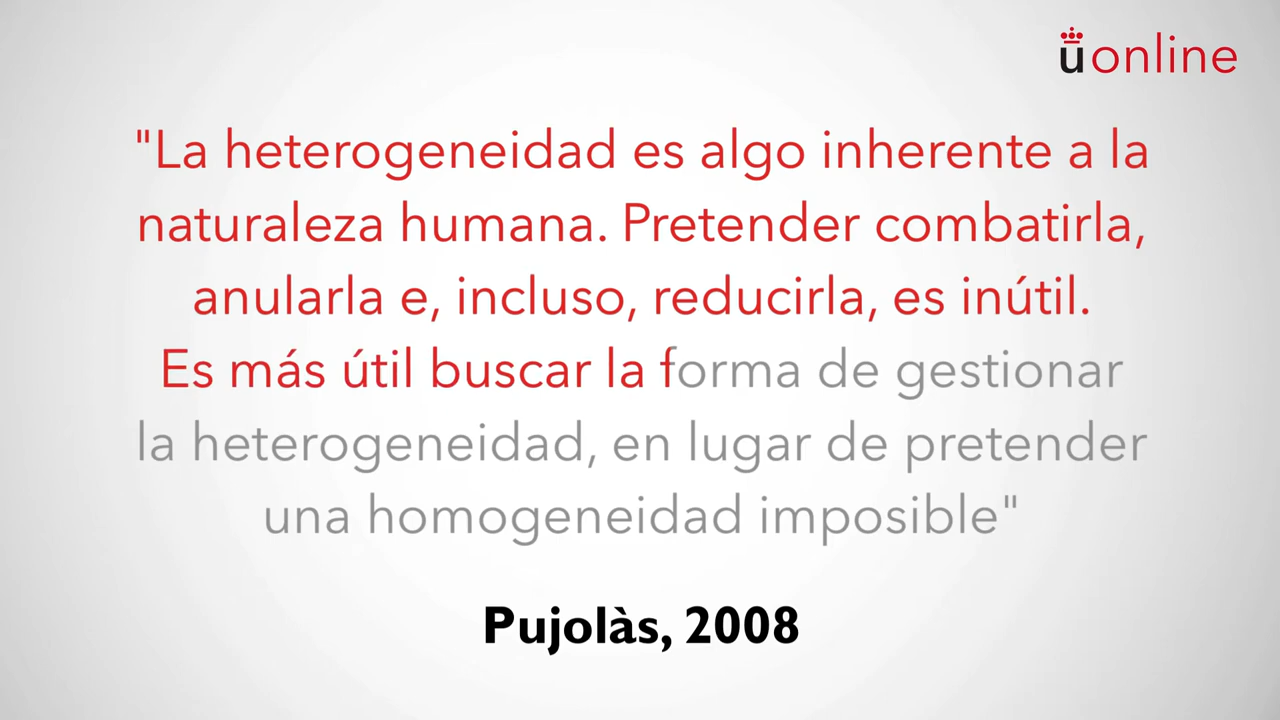 üonline
"La heterogeneidad es algo inherente a la
naturaleza humana. Pretender combatirla,
anularla e, incluso, reducirla, es inútil.
Es más útil buscar la forma de gestionar
la heterogeneidad, en lugar de pretender
una homogeneidad imposible"
Pujolàs, 2008